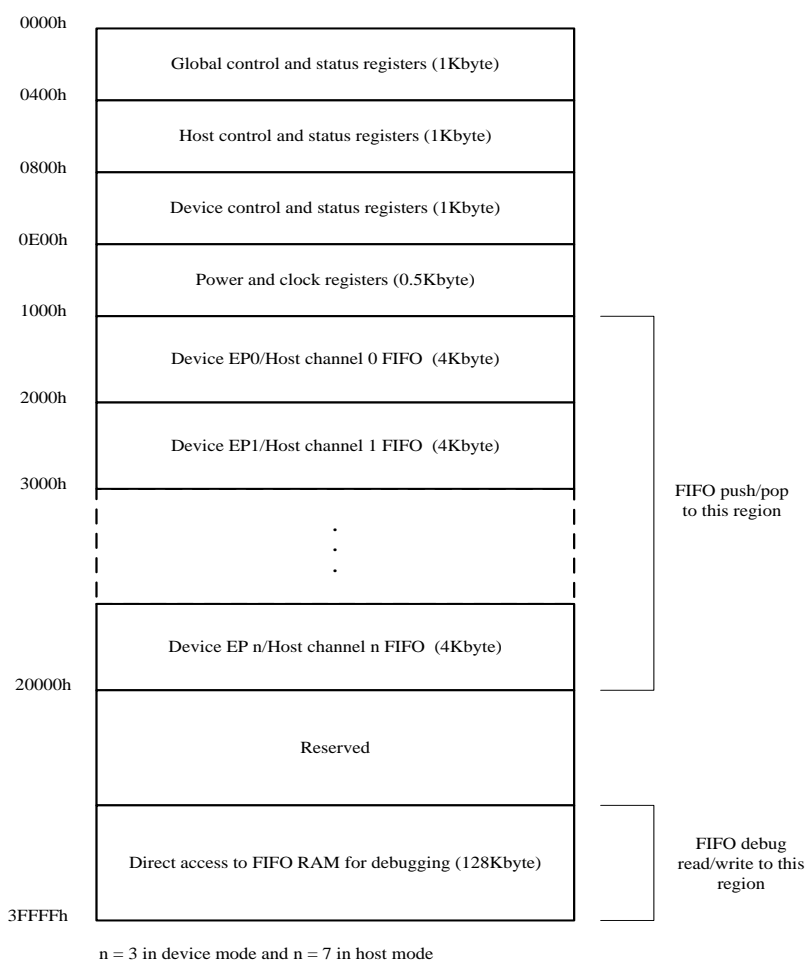 0000h
Global control and status registers (1Kbyte)
0400h
Host control and status registers (1Kbyte)
0800h
Device control and status registers (1Kbyte)
0E00h
Power and clock registers (0.5Kbyte)
1000h
Device EP0/Host channel 0 FIFO (4Kbyte)
2000h
Device EP1/Host channel 1 FIFO (4Kbyte)
3000h
FIFO push/pop
to this region
Device EP n/Host channel n FIFO (4Kbyte)
20000h
Reserved
Direct access to FIFO RAM for debugging (128Kbyte)
FIFO debug
read/write to this
region
3FFFFh
n = 3 in device mode and n = 7 in host mode